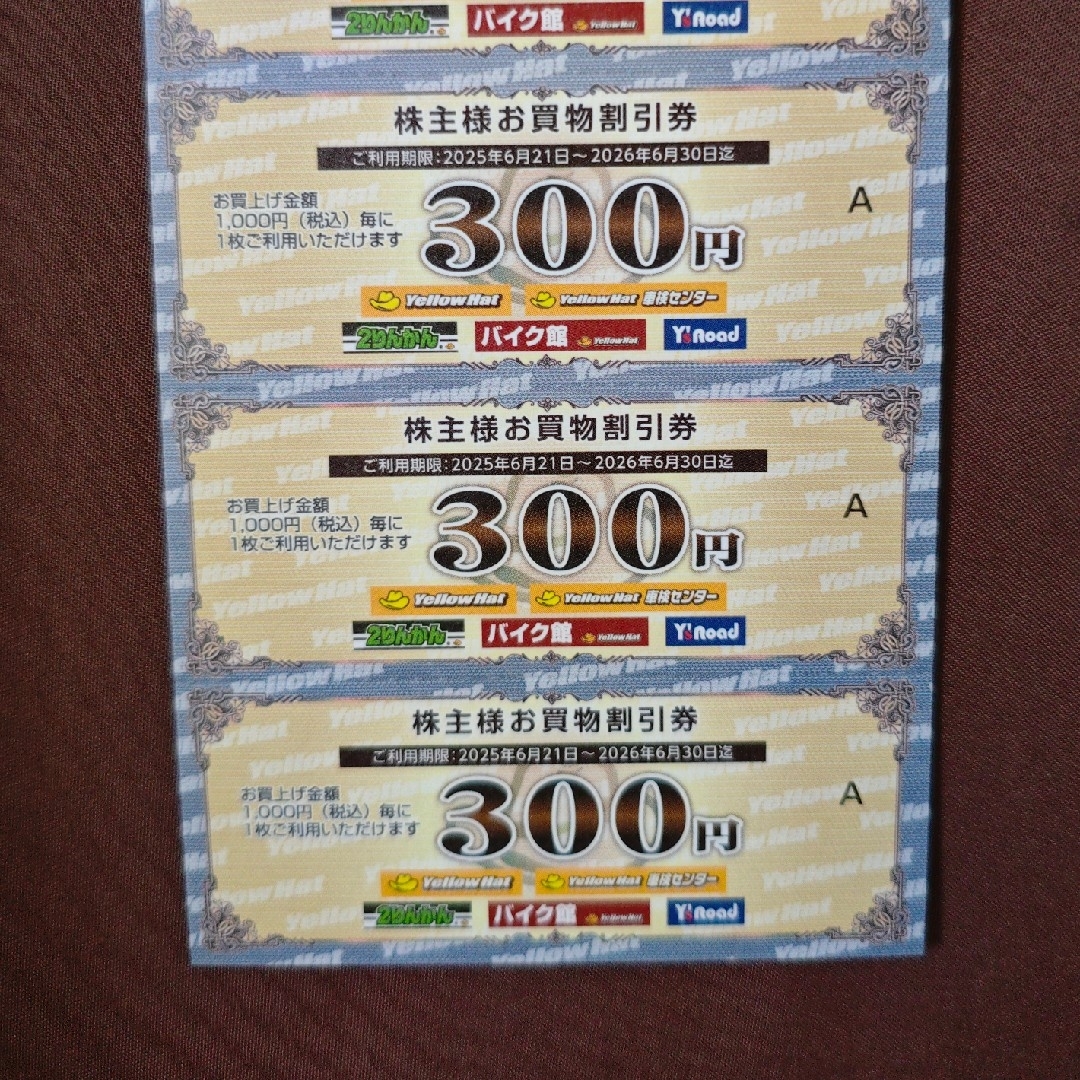 2りんかん バイク館 YellowHat Y'sRoad
株主様お買物割引券
ご利用期限:2025年6月21日～2026年6月30日迄
お買上げ金額
1,000円（税込）毎に
1枚ご利用いただけます
300円
A
YellowHat YellowHat 車検センター
2りんかん バイク館 YellowHat Y'sRoad
株主様お買物割引券
ご利用期限:2025年6月21日～2026年6月30日迄
お買上げ金額
1,000円（税込）毎に
1枚ご利用いただけます
300円
A
YellowHat YellowHat 車検センター
2りんかん バイク館 YellowHat Y'sRoad
株主様お買物割引券
ご利用期限:2025年6月21日～2026年6月30日迄
お買上げ金額
1,000円（税込）毎に
1枚ご利用いただけます
300円
A
YellowHat YellowHat 車検センター
2りんかん バイク館 YellowHat Y'sRoad